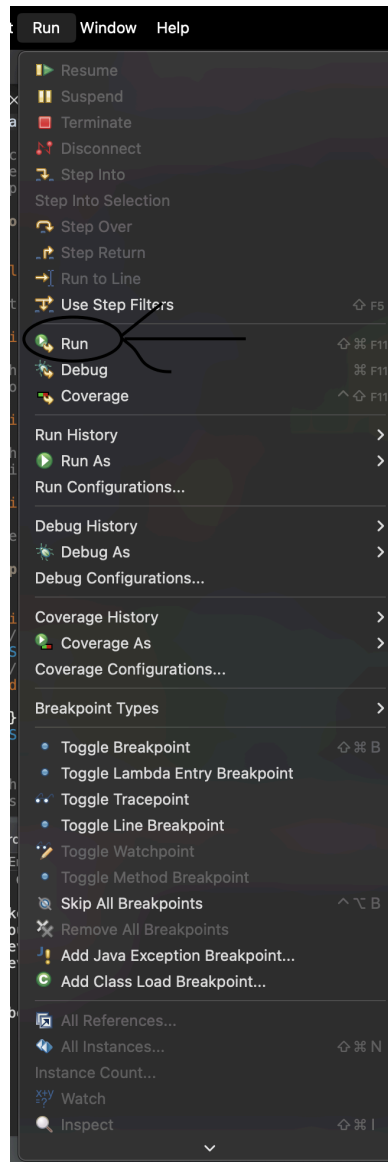 Run Window Help
Resume
Suspend
Terminate
Disconnect
Step Into
Step Into Selection
Step Over
Step Return
Run to Line
Use Step Filters ⇧ F5
Run ⇧ ⌘ F11
Debug ⌘ F11
Coverage ^ ⇧ F11
Run History
Run As
Run Configurations...
Debug History
Debug As
Debug Configurations...
Coverage History
Coverage As
Coverage Configurations...
Breakpoint Types
Toggle Breakpoint ⇧ ⌘ B
Toggle Lambda Entry Breakpoint
Toggle Tracepoint
Toggle Line Breakpoint
Toggle Watchpoint
Toggle Method Breakpoint
Skip All Breakpoints ^ ⌥ B
Remove All Breakpoints
Add Java Exception Breakpoint...
Add Class Load Breakpoint...
All References...
All Instances... ⇧ ⌘ N
Instance Count...
Watch
Inspect ⇧ ⌘ I